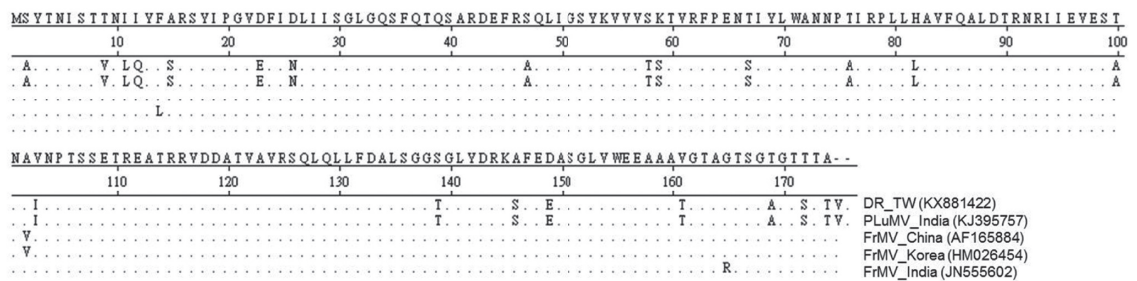 MSYTNISTTNIIYFARSYIPGVDFIDLIISGLGQSFQTQSARDEFRSQLIGSYKVVVSKTVRFPENTIYLWANNPTIRPLLHAVFQALDTRNRIIEVEST
10 20 30 40 50 60 70 80 90 100
.A......V.LQ..S.......E..N....................A..........TS.......S........A.....L.................A
.A......V.LQ..S.......E..N....................A..........TS.......S........A.....L.................A
....................................................................................................
.............L......................................................................................
....................................................................................................
NAVNPTSSETREATRRVDDATVAVRSQLQLLFDALSGGSGLYDRKAFEDASGLVWEEAAAVGTAGTSGTGTTTA--
110 120 130 140 150 160 170
..I...................................T......S..E...........T.......A..S.TV. DR_TW (KX881422)
..I...................................T......S..E...........T.......A..S.TV. PLuMV_India (KJ395757)
.V......................................................................... FrMV_China (AF165884)
.V......................................................................... FrMV_Korea (HM026454)
................................................................R.......... FrMV_India (JN555602)